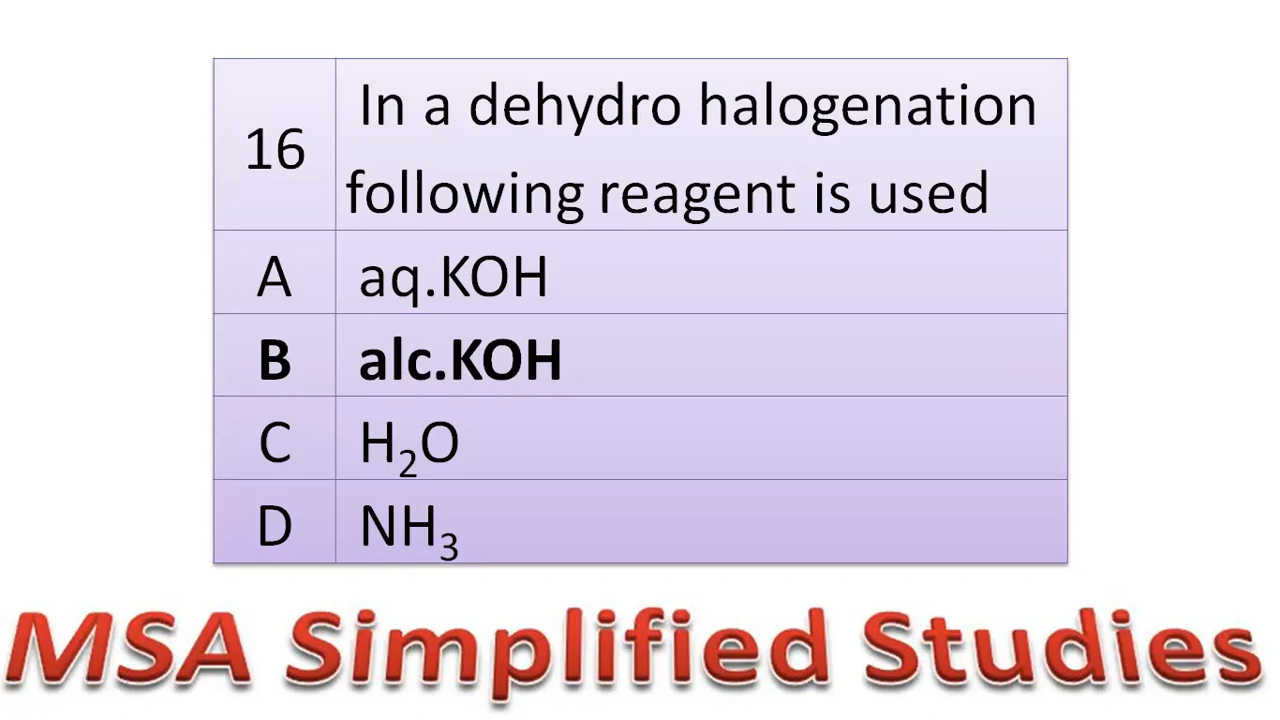 16 In a dehydro halogenation
following reagent is used
A aq.KOH
B alc.KOH
C H₂O
D NH₃
MSA Simplified Studies